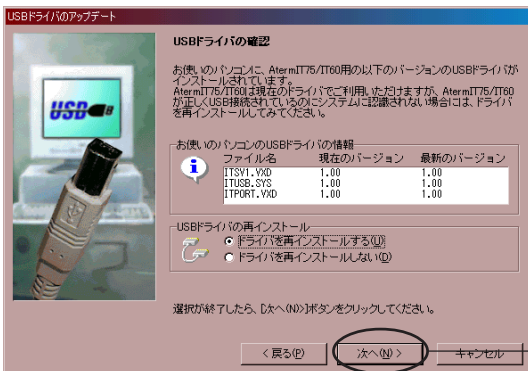 USBドライバのアップデート
USB
USBドライバの確認
お使いのパソコンに、AtermIT75/IT60用の以下のバージョンのUSBドライバが
インストールされています。
AtermIT75/IT60は現在のドライバでご利用いただけますが、AtermIT75/IT60
が正しくUSB接続されているのにシステムに認識されない場合には、ドライバ
を再インストールしてみてください。
お使いのパソコンのUSBドライバの情報
ファイル名 現在のバージョン 最新のバージョン
ITSV1.VXD 1.00 1.00
ITUSB.SYS 1.00 1.00
ITPORT.VXD 1.00 1.00
USBドライバの再インストール
ドライバを再インストールする(U)
ドライバを再インストールしない(D)
選択が終了したら、[次へ(N)>]ボタンをクリックしてください。
< 戻る(P) 次へ(N) > キャンセル